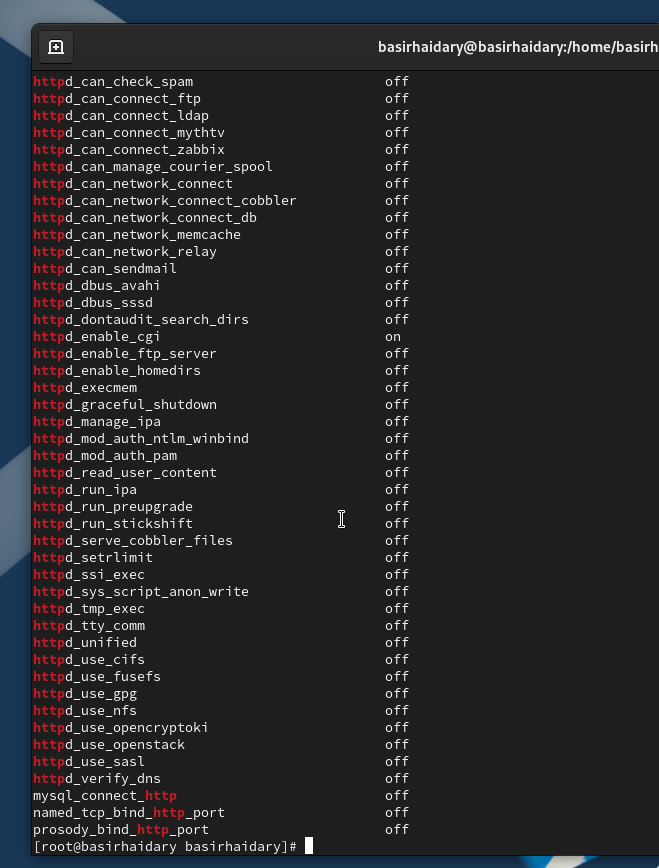 basirhaidary@basirhaidary:/home/basirh
httpd_can_check_spam off
httpd_can_connect_ftp off
httpd_can_connect_ldap off
httpd_can_connect_mythtv off
httpd_can_connect_zabbix off
httpd_can_manage_courier_spool off
httpd_can_network_connect off
httpd_can_network_connect_cobbler off
httpd_can_network_connect_db off
httpd_can_network_memcache off
httpd_can_network_relay off
httpd_can_sendmail off
httpd_dbus_avahi off
httpd_dbus_sssd off
httpd_dontaudit_search_dirs off
httpd_enable_cgi on
httpd_enable_ftp_server off
httpd_enable_homedirs off
httpd_execmem off
httpd_graceful_shutdown off
httpd_manage_ipa off
httpd_mod_auth_ntlm_winbind off
httpd_mod_auth_pam off
httpd_read_user_content off
httpd_run_ipa off
httpd_run_preupgrade off
httpd_run_stickshift off
httpd_serve_cobbler_files off
httpd_setrlimit off
httpd_ssi_exec off
httpd_sys_script_anon_write off
httpd_tmp_exec off
httpd_tty_comm off
httpd_unified off
httpd_use_cifs off
httpd_use_fusefs off
httpd_use_gpg off
httpd_use_nfs off
httpd_use_opencryptoki off
httpd_use_openstack off
httpd_use_sasl off
httpd_verify_dns off
mysql_connect_http off
named_tcp_bind_http_port off
prosody_bind_http_port off
[root@basirhaidary basirhaidary]#